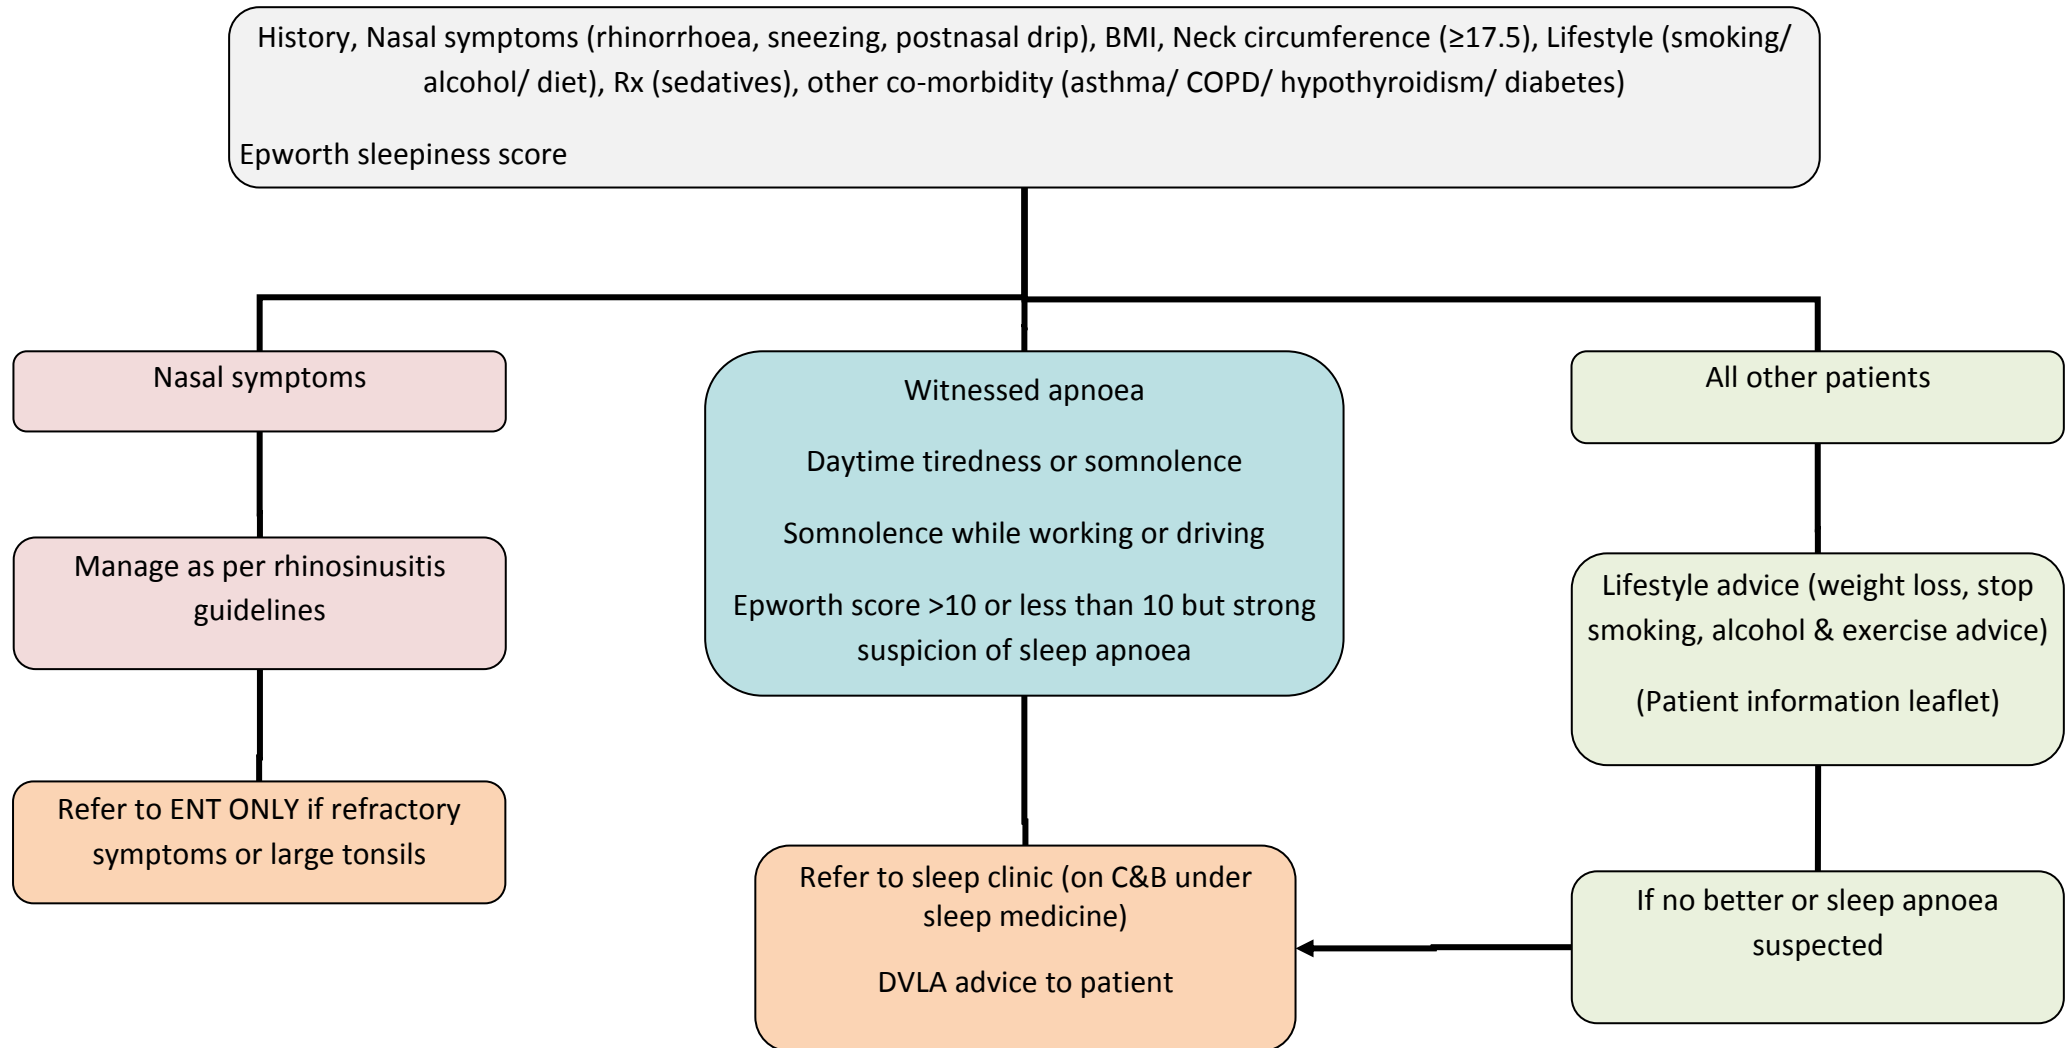 History, Nasal symptoms (rhinorrhoea, sneezing, postnasal drip), BMI, Neck circumference (≥17.5), Lifestyle (smoking/
alcohol/ diet), Rx (sedatives), other co-morbidity (asthma/ COPD/ hypothyroidism/ diabetes)
Epworth sleepiness score
Nasal symptoms
Manage as per rhinosinusitis
guidelines
Refer to ENT ONLY if refractory
symptoms or large tonsils
Witnessed apnoea
Daytime tiredness or somnolence
Somnolence while working or driving
Epworth score >10 or less than 10 but strong
suspicion of sleep apnoea
Refer to sleep clinic (on C&B under
sleep medicine)
DVLA advice to patient
All other patients
Lifestyle advice (weight loss, stop
smoking, alcohol & exercise advice)
(Patient information leaflet)
If no better or sleep apnoea
suspected